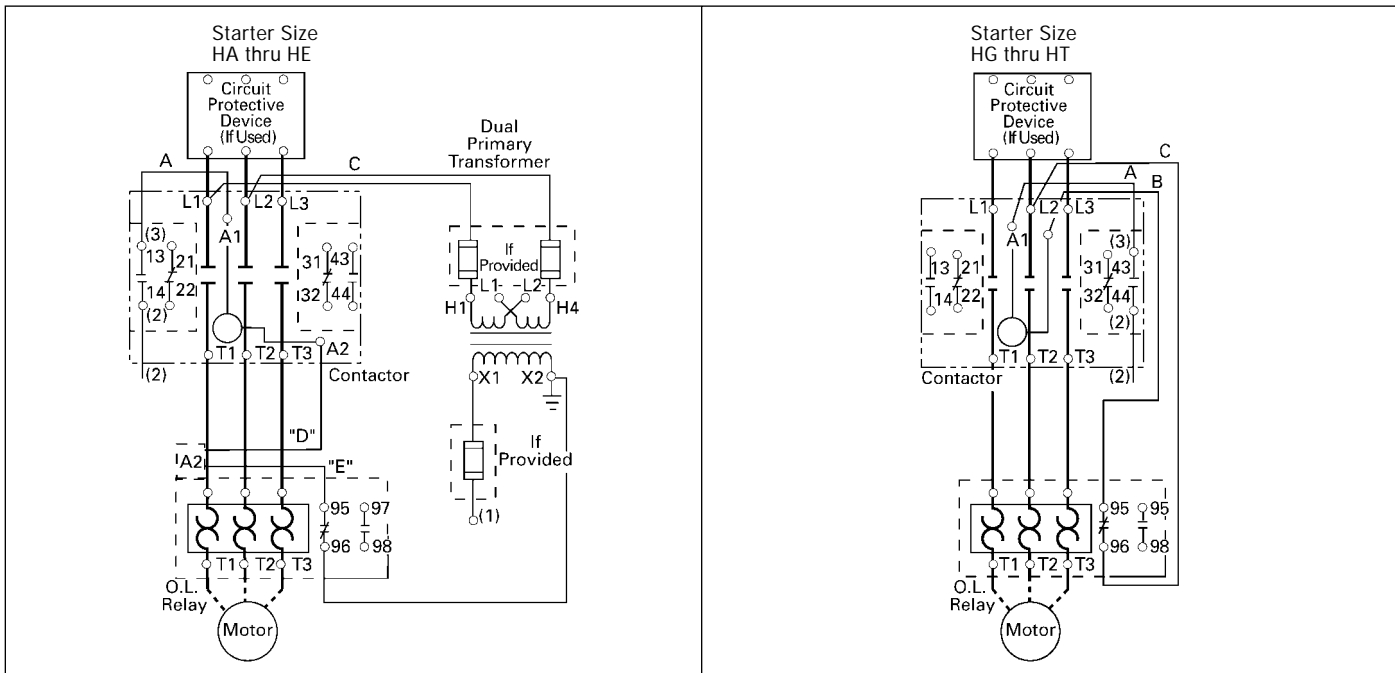 Starter Size
HA thru HE
Circuit
Protective
Device
(If Used)
A
C
Dual
Primary
Transformer
L1
L2
L3
(3)
A1
13
21
31
43
14
22
32
44
(2)
If
Provided
L1
L2
H1
H4
T1
T2
T3
A2
(2)
Contactor
X1
X2
"D"
A2
"E"
If
Provided
95
97
(1)
96
98
T1
T2
T3
O.L.
Relay
Motor
Starter Size
HG thru HT
Circuit
Protective
Device
(If Used)
C
A
B
L1
L2
L3
A1
(3)
13
21
31
43
14
22
32
44
(2)
T1
T2
T3
Contactor
(2)
95
95
96
98
T1
T2
T3
O.L.
Relay
Motor